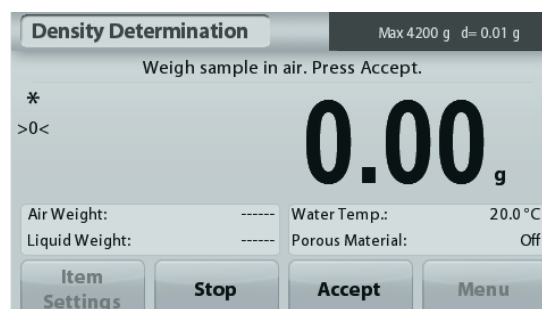 Density Determination
Max 4200 g d= 0.01 g
Weigh sample in air. Press Accept.
*
>0<
0.00 g
Air Weight: ------ Water Temp.: 20.0 °C
Liquid Weight: ------ Porous Material: Off
Item Settings Stop Accept Menu